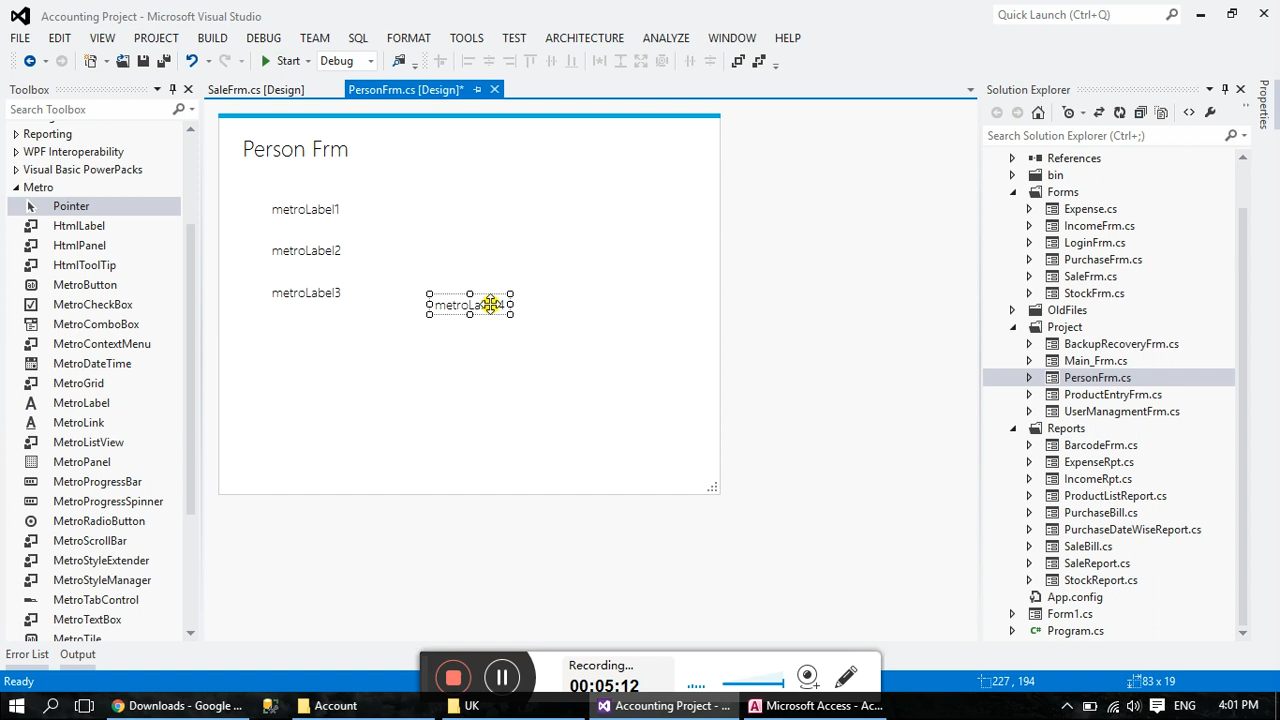 Accounting Project - Microsoft Visual Studio
Quick Launch (Ctrl+Q)
FILE EDIT VIEW PROJECT BUILD DEBUG TEAM SQL FORMAT TOOLS TEST ARCHITECTURE ANALYZE WINDOW HELP
Start Debug
Toolbox
SaleFrm.cs [Design]
PersonFrm.cs [Design]*
Solution Explorer
Properties
Search Toolbox
Search Solution Explorer (Ctrl+;)
Reporting
WPF Interoperability
Visual Basic PowerPacks
Metro
Pointer
HtmlLabel
HtmlPanel
HtmlToolTip
MetroButton
MetroCheckBox
MetroComboBox
MetroContextMenu
MetroDateTime
MetroGrid
MetroLabel
MetroLink
MetroListView
MetroPanel
MetroProgressBar
MetroProgressSpinner
MetroRadioButton
MetroScrollBar
MetroStyleExtender
MetroStyleManager
MetroTabControl
MetroTextBox
MetroTile
Person Frm
metroLabel1
metroLabel2
metroLabel3
References
bin
Forms
Expense.cs
IncomeFrm.cs
LoginFrm.cs
PurchaseFrm.cs
SaleFrm.cs
StockFrm.cs
OldFiles
Project
BackupRecoveryFrm.cs
Main_Frm.cs
PersonFrm.cs
ProductEntryFrm.cs
UserManagmentFrm.cs
Reports
BarcodeFrm.cs
ExpenseRpt.cs
IncomeRpt.cs
ProductListReport.cs
PurchaseBill.cs
PurchaseDateWiseReport.cs
SaleBill.cs
SaleReport.cs
StockReport.cs
App.config
Form1.cs
Program.cs
Error List
Output
Recording...
00:05:12
Ready
227 , 194
83 x 19
Downloads - Google ...
Account
UK
Accounting Project - ...
Microsoft Access - Ac...
ENG
4:01 PM